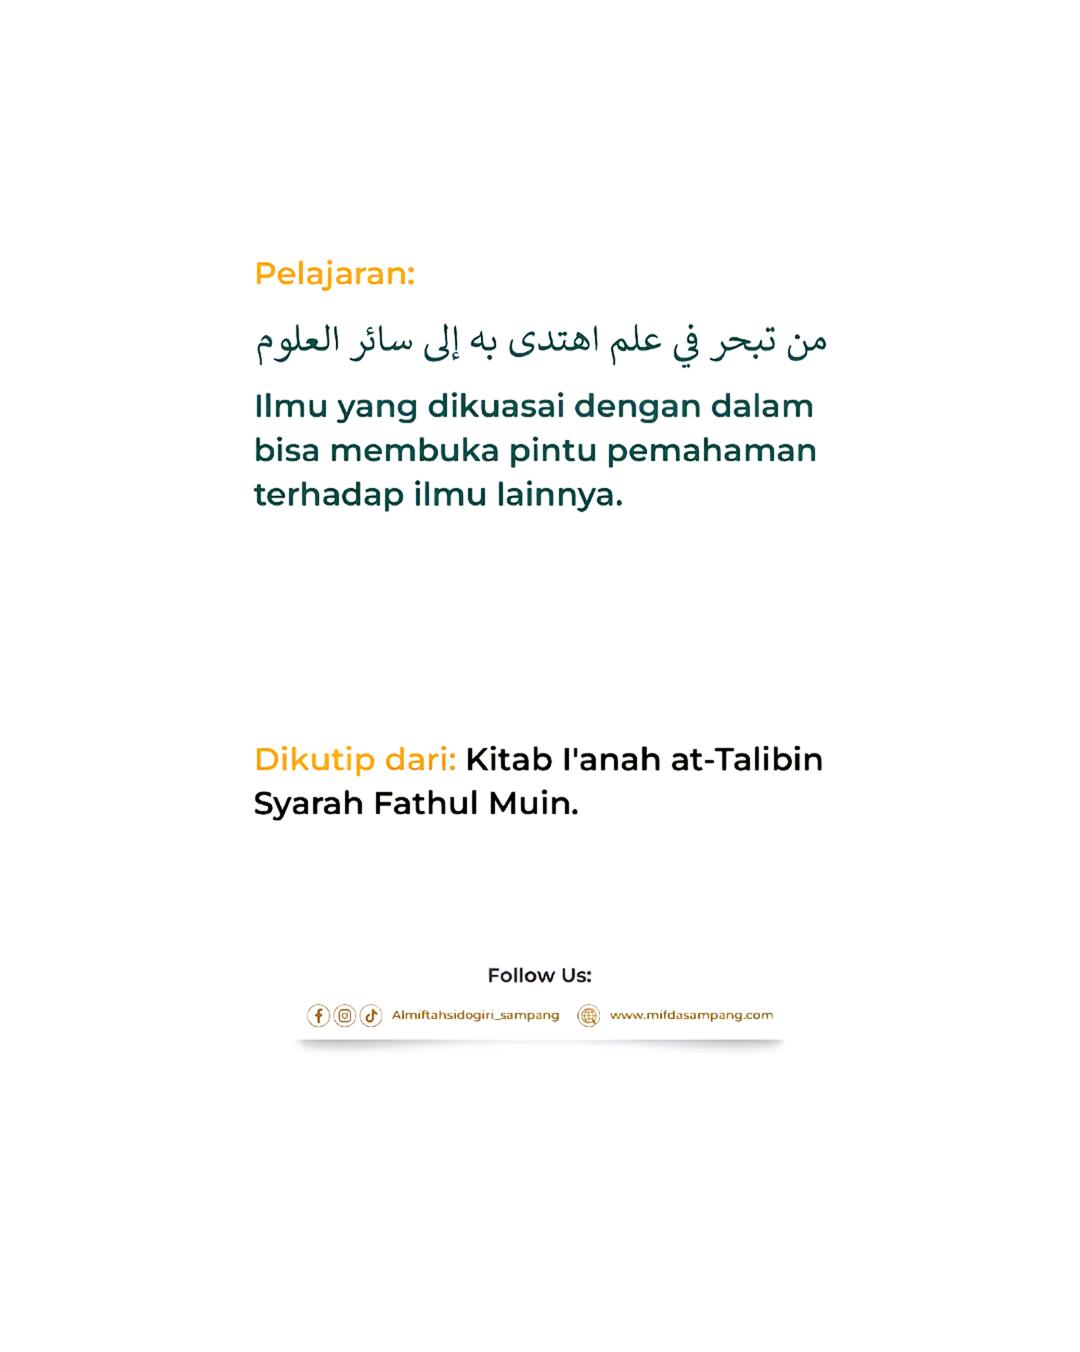 Pelajaran:
من تبحر في علم اهتدى به إلى سائر العلوم
Ilmu yang dikuasai dengan dalam
bisa membuka pintu pemahaman
terhadap ilmu lainnya.
Dikutip dari: Kitab I'anah at-Talibin
Syarah Fathul Muin.
Follow Us:
Almiftahsidogiri_sampang www.mifdasampang.com